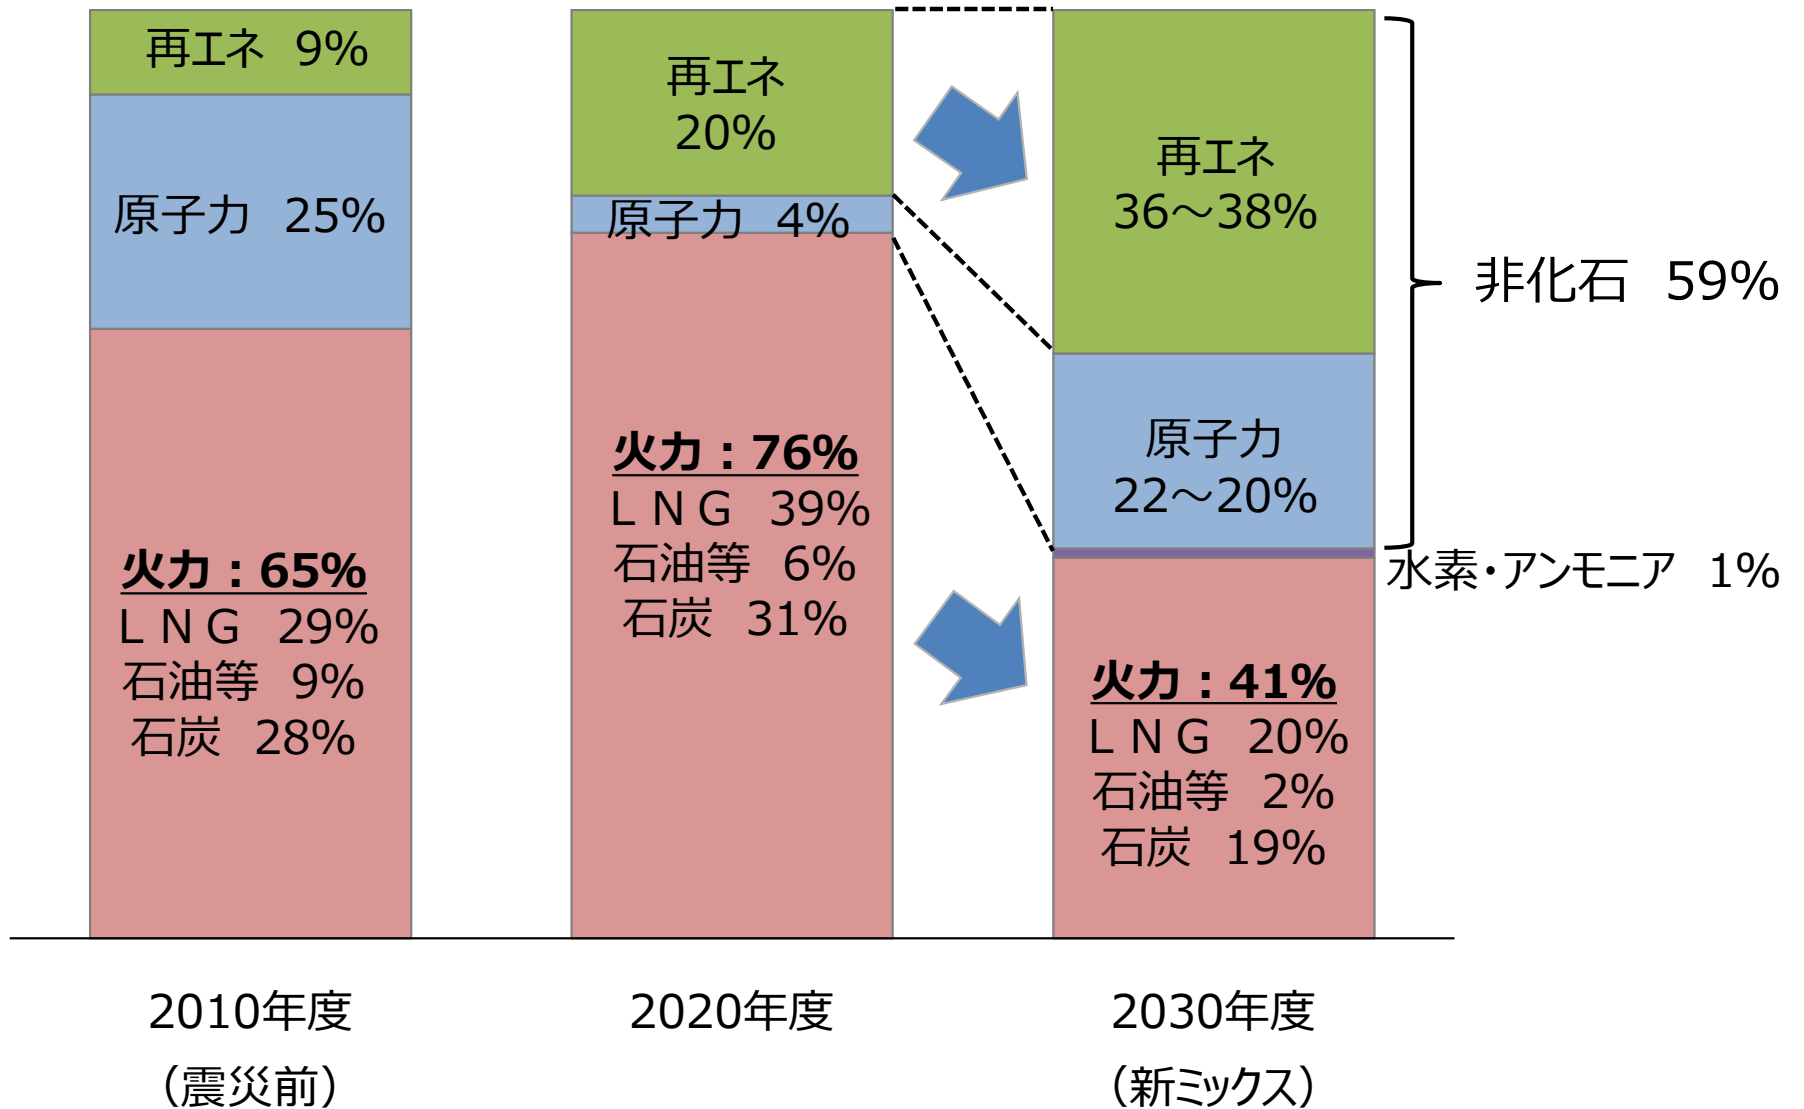 再エネ　9%
原子力　25%
火力：65%
ＬＮＧ　29%
石油等　9%
石炭　28%
2010年度
（震災前）
再エネ
20%
原子力　4%
火力：76%
ＬＮＧ　39%
石油等　6%
石炭　31%
2020年度
再エネ
36～38%
原子力
22～20%
火力：41%
ＬＮＧ　20%
石油等　2%
石炭　19%
2030年度
（新ミックス）
非化石　59%
水素・アンモニア　1%